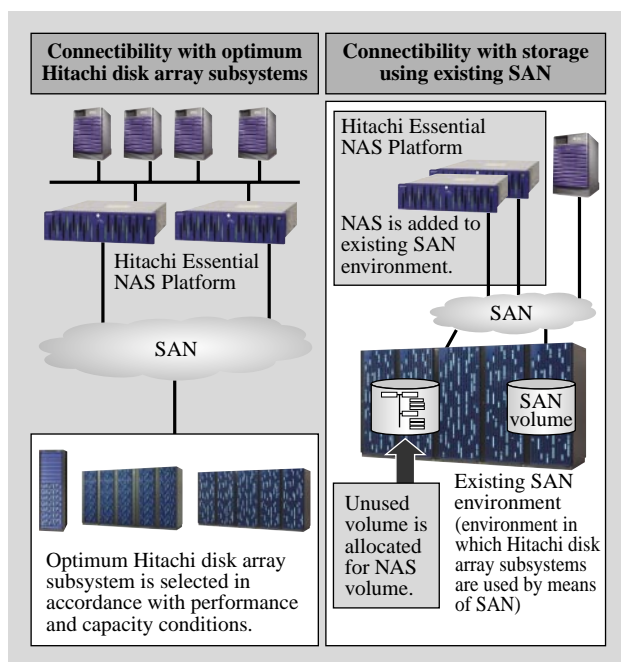 Connectibility with optimum
Hitachi disk array subsystems
Hitachi Essential
NAS Platform
SAN
Optimum Hitachi disk array
subsystem is selected in
accordance with performance
and capacity conditions.
Connectibility with storage
using existing SAN
Hitachi Essential
NAS Platform
NAS is added to
existing SAN
environment.
SAN
SAN
volume
Unused
volume is
allocated
for NAS
volume.
Existing SAN
environment
(environment in
which Hitachi disk
array subsystems
are used by means
of SAN)